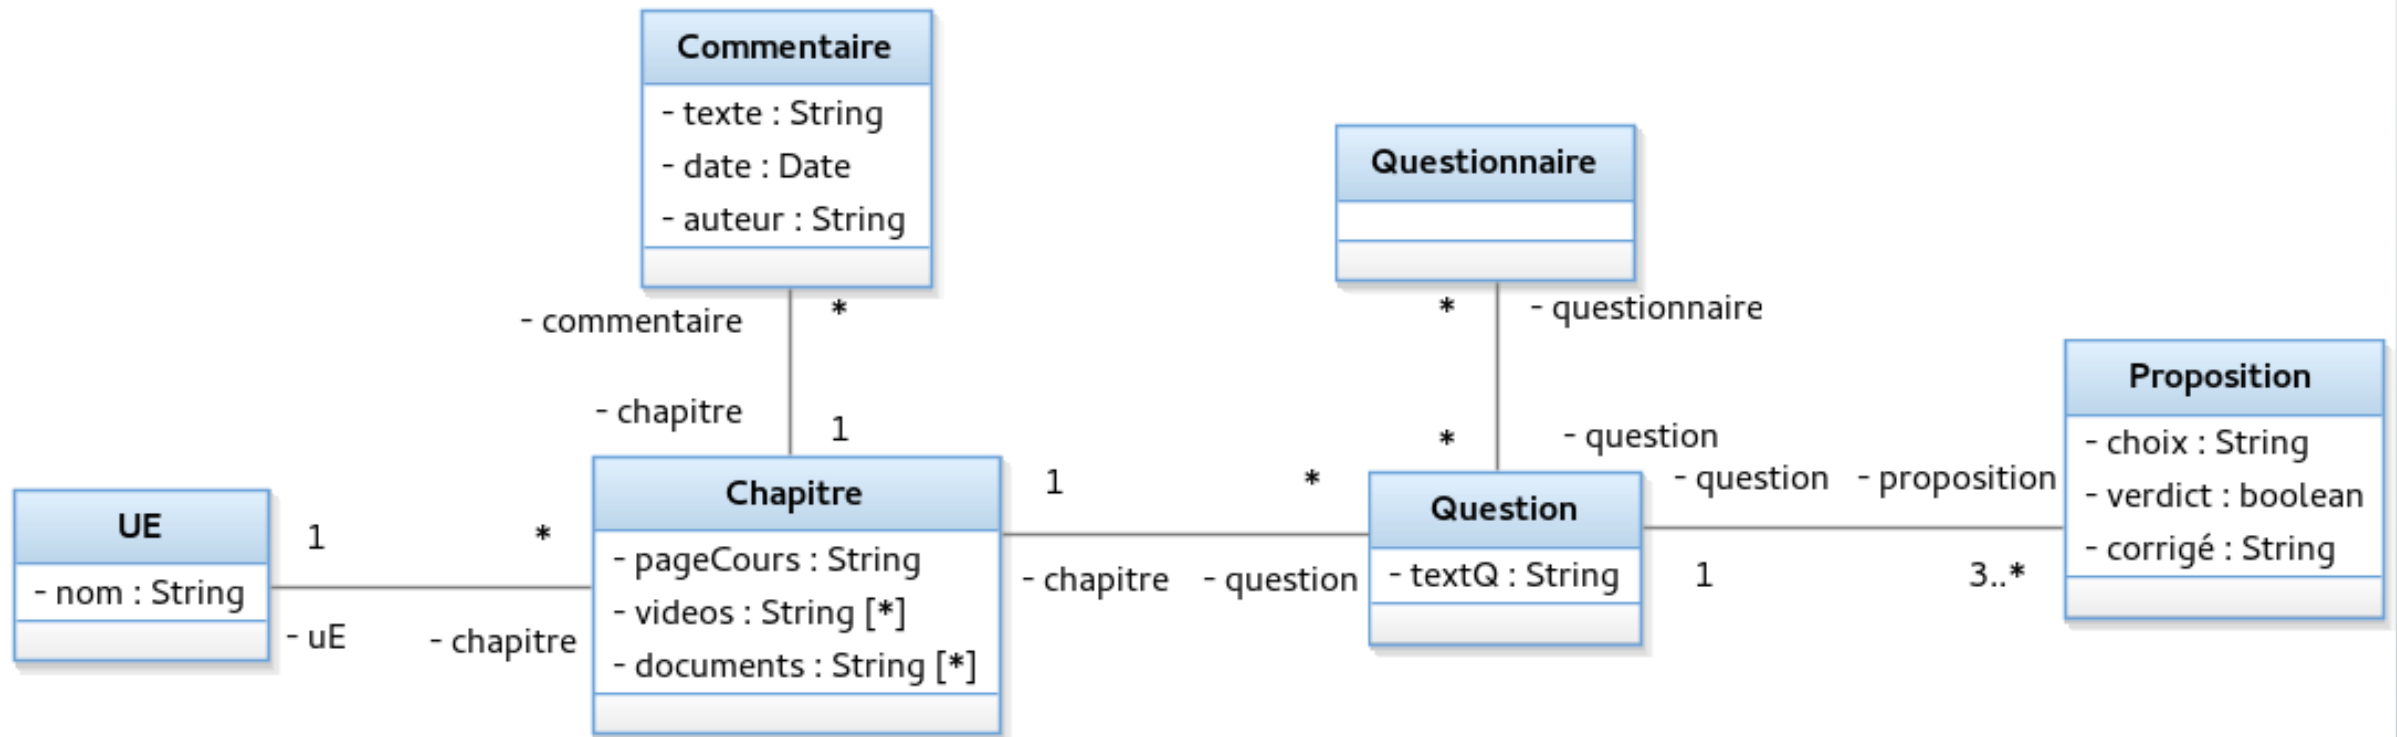 Commentaire
- texte : String
- date : Date
- auteur : String
- commentaire
*
- chapitre
1
Questionnaire
*
- questionnaire
*
- question
UE
- nom : String
1
*
- uE
- chapitre
Chapitre
- pageCours : String
- videos : String [*]
- documents : String [*]
1
*
- chapitre
- question
Question
- textQ : String
- question
- proposition
1
3..*
Proposition
- choix : String
- verdict : boolean
- corrigé : String